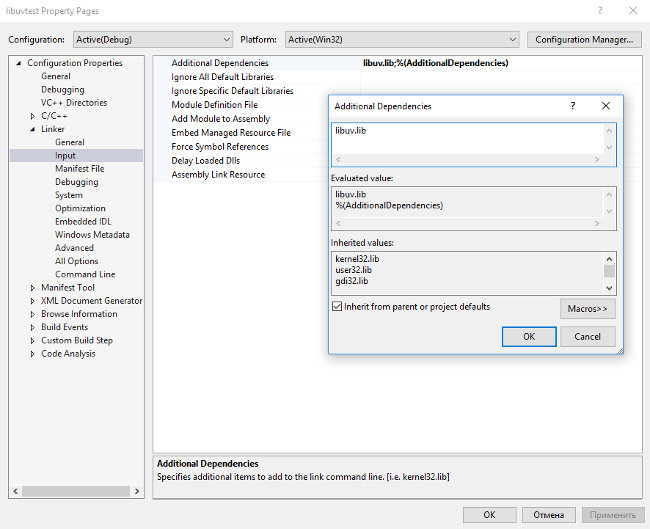 libuvtest Property Pages
Configuration: Active(Debug) Platform: Active(Win32) Configuration Manager...
Configuration Properties
General
Debugging
VC++ Directories
C/C++
Linker
General
Input
Manifest File
Debugging
System
Optimization
Embedded IDL
Windows Metadata
Advanced
All Options
Command Line
Manifest Tool
XML Document Generator
Browse Information
Build Events
Custom Build Step
Code Analysis
Additional Dependencies libuv.lib;%(AdditionalDependencies)
Ignore All Default Libraries
Ignore Specific Default Libraries
Module Definition File
Add Module to Assembly
Embed Managed Resource File
Force Symbol References
Delay Loaded Dlls
Assembly Link Resource
Additional Dependencies
libuv.lib
Evaluated value:
libuv.lib
%(AdditionalDependencies)
Inherited values:
kernel32.lib
user32.lib
gdi32.lib
Inherit from parent or project defaults
Macros>>
OK Cancel
Additional Dependencies
Specifies additional items to add to the link command line. [i.e. kernel32.lib]
OK Отмена Применить